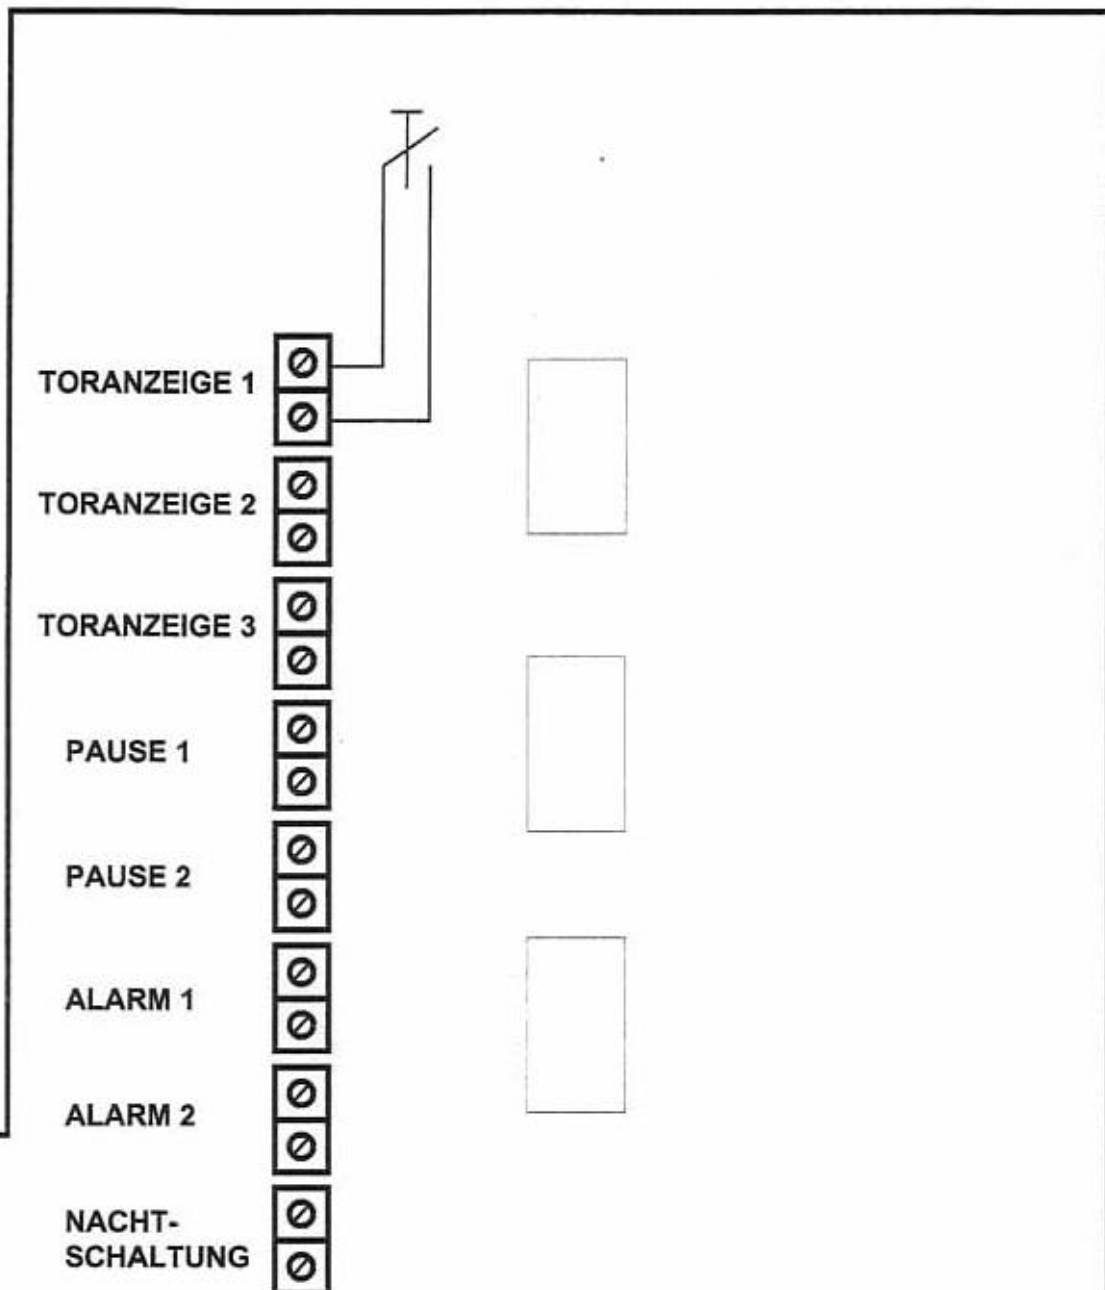 TORANZEIGE 1
TORANZEIGE 2
TORANZEIGE 3
PAUSE 1
PAUSE 2
ALARM 1
ALARM 2
NACHT-
SCHALTUNG